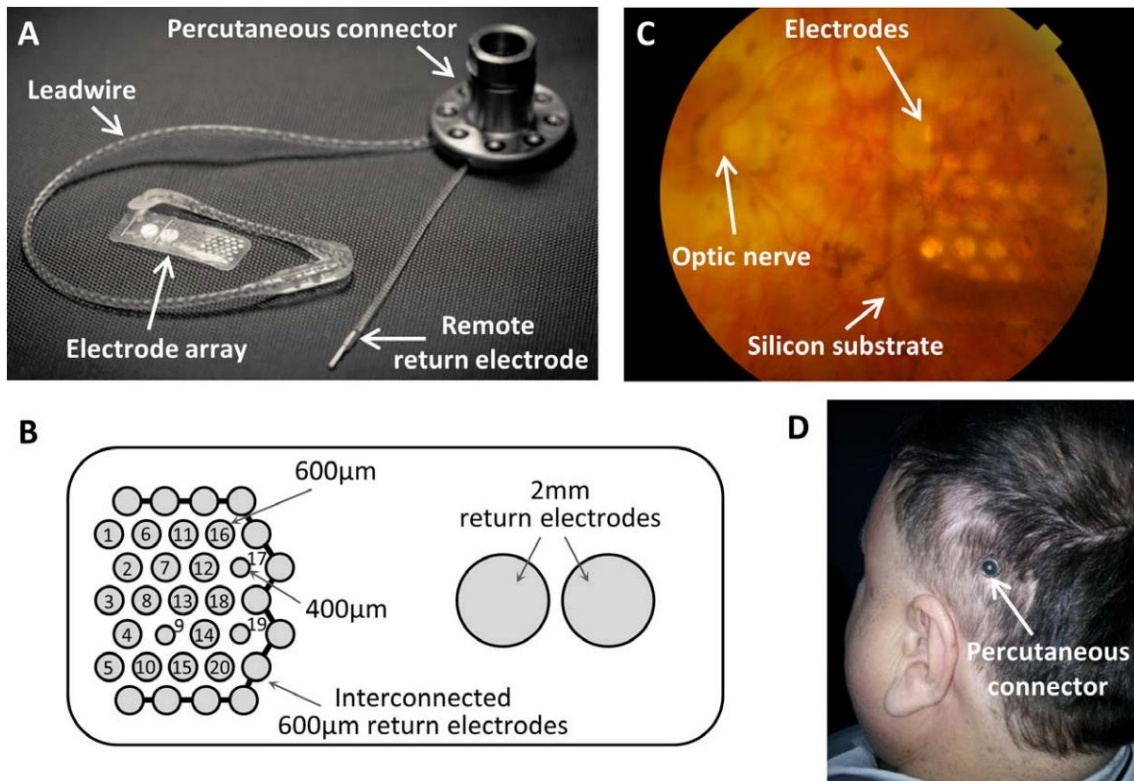 A
Percutaneous connector
Leadwire
Electrode array
Remote
return electrode
C
Electrodes
Optic nerve
Silicon substrate
B
600µm
2mm
return electrodes
1 6 11 16
17
2 7 12
400µm
3 8 13 18
9 19
4 14
5 10 15 20
Interconnected
600µm return electrodes
D
Percutaneous
connector